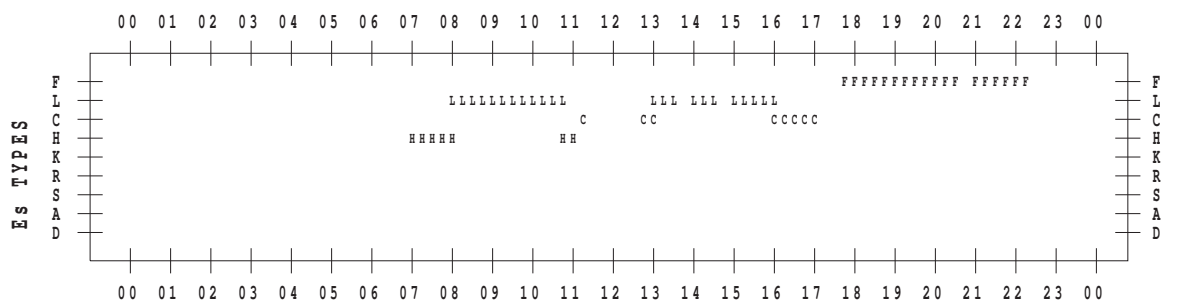 00 01 02 03 04 05 06 07 08 09 10 11 12 13 14 15 16 17 18 19 20 21 22 23 00
F FFFFFFFFFFFF FFFFFF F
L LLLLLLLLLLLL LLL LLL LLLLL L
C C CC CCCCC C
H HHHHH HH H
K K
R R
S S
A A
D D
Es TYPES
00 01 02 03 04 05 06 07 08 09 10 11 12 13 14 15 16 17 18 19 20 21 22 23 00